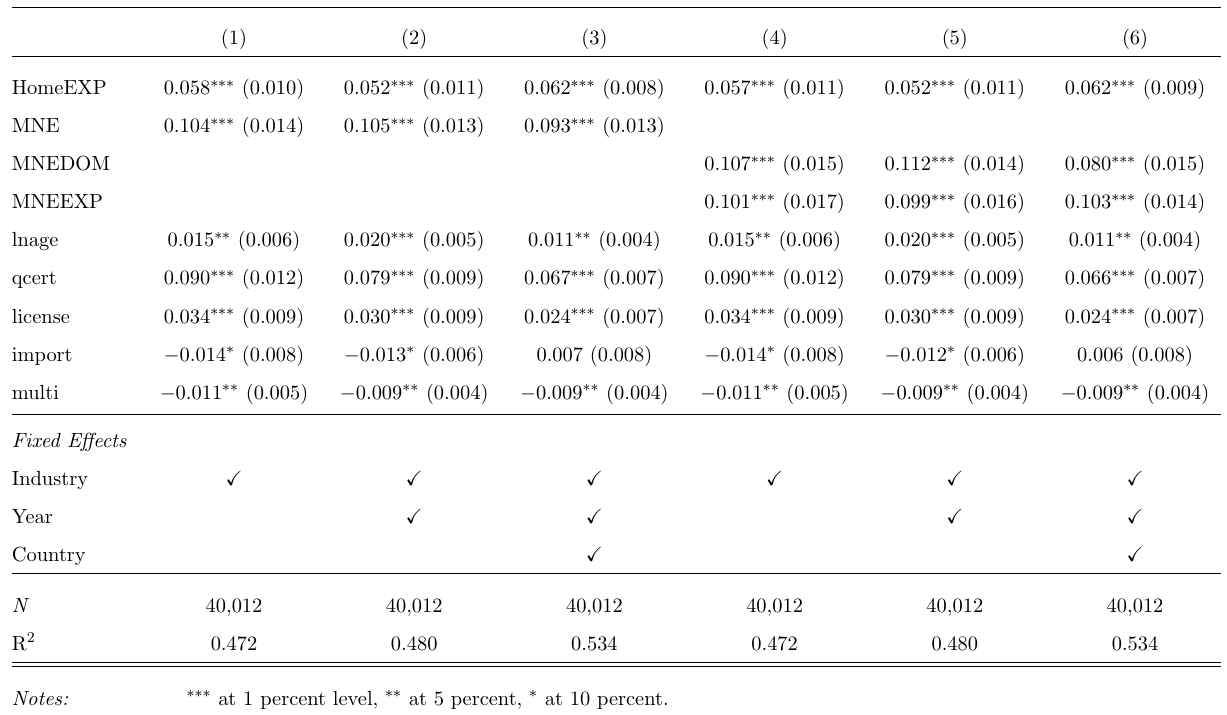 (1) (2) (3) (4) (5) (6)
HomeEXP 0.058*** (0.010) 0.052*** (0.011) 0.062*** (0.008) 0.057*** (0.011) 0.052*** (0.011) 0.062*** (0.009)
MNE 0.104*** (0.014) 0.105*** (0.013) 0.093*** (0.013)
MNEDOM 0.107*** (0.015) 0.112*** (0.014) 0.080*** (0.015)
MNEEXP 0.101*** (0.017) 0.099*** (0.016) 0.103*** (0.014)
lnage 0.015** (0.006) 0.020*** (0.005) 0.011** (0.004) 0.015** (0.006) 0.020*** (0.005) 0.011** (0.004)
qcert 0.090*** (0.012) 0.079*** (0.009) 0.067*** (0.007) 0.090*** (0.012) 0.079*** (0.009) 0.066*** (0.007)
license 0.034*** (0.009) 0.030*** (0.009) 0.024*** (0.007) 0.034*** (0.009) 0.030*** (0.009) 0.024*** (0.007)
import −0.014* (0.008) −0.013* (0.006) 0.007 (0.008) −0.014* (0.008) −0.012* (0.006) 0.006 (0.008)
multi −0.011** (0.005) −0.009** (0.004) −0.009** (0.004) −0.011** (0.005) −0.009** (0.004) −0.009** (0.004)
Fixed Effects
Industry ✓ ✓ ✓ ✓ ✓ ✓
Year ✓ ✓ ✓ ✓
Country ✓ ✓
N 40,012 40,012 40,012 40,012 40,012 40,012
R² 0.472 0.480 0.534 0.472 0.480 0.534
Notes: *** at 1 percent level, ** at 5 percent, * at 10 percent.